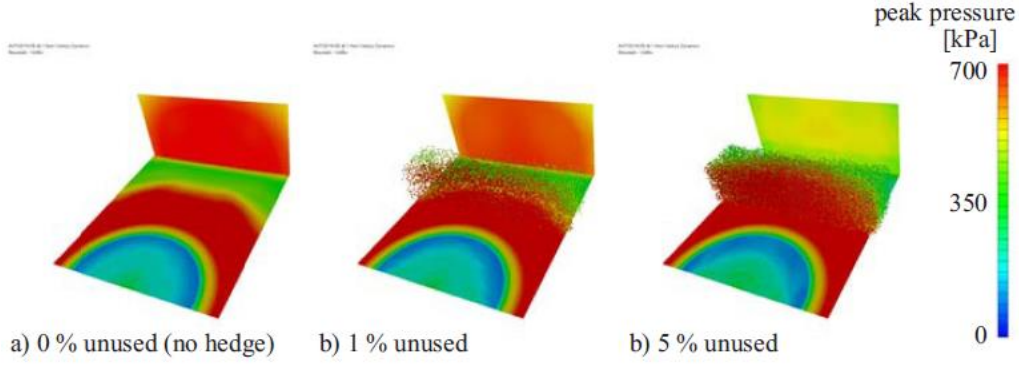 peak pressure
[kPa]
700
350
0
a) 0 % unused (no hedge)
b) 1 % unused
b) 5 % unused